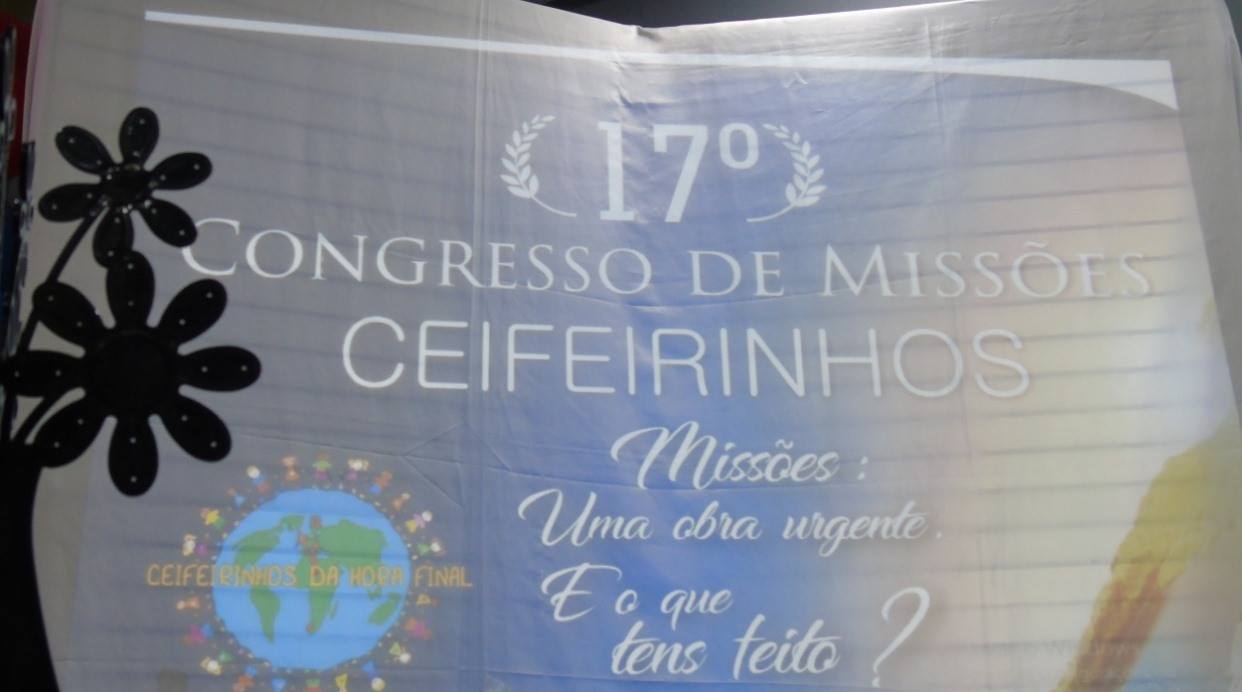 17º
CONGRESSO DE MISSÕES
CEIFEIRINHOS
Missões :
Uma obra urgente.
E o que
tens feito ?
CEIFEIRINHOS DA HORA FINAL